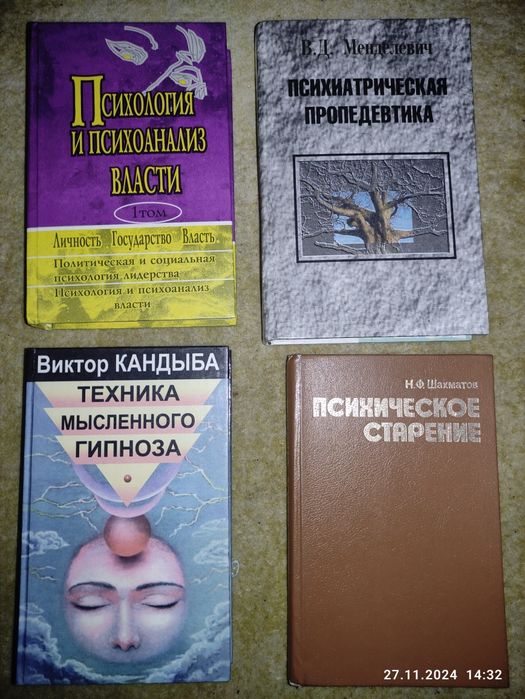 ПСИХОЛОГИЯ
И ПСИХОАНАЛИЗ
ВЛАСТИ
1 том
Личность Государство Власть
Политическая и социальная
психология лидерства
Психология и психоанализ
власти
В.Д. Менделевич
ПСИХИАТРИЧЕСКАЯ
ПРОПЕДЕВТИКА
Виктор КАНДЫБА
ТЕХНИКА
МЫСЛЕННОГО
ГИПНОЗА
Н.Ф. Шахматов
ПСИХИЧЕСКОЕ
СТАРЕНИЕ
27.11.2024 14:32